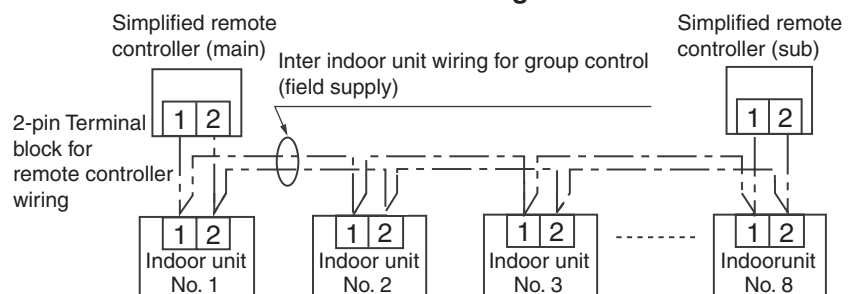 Simplified remote
controller (main)
Simplified remote
controller (sub)
Inter indoor unit wiring for group control
(field supply)
2-pin Terminal
block for
remote controller
wiring
1 2
1 2
1 2
1 2
1 2
1 2
Indoor unit
No. 1
Indoor unit
No. 2
Indoor unit
No. 3
Indoorunit
No. 8